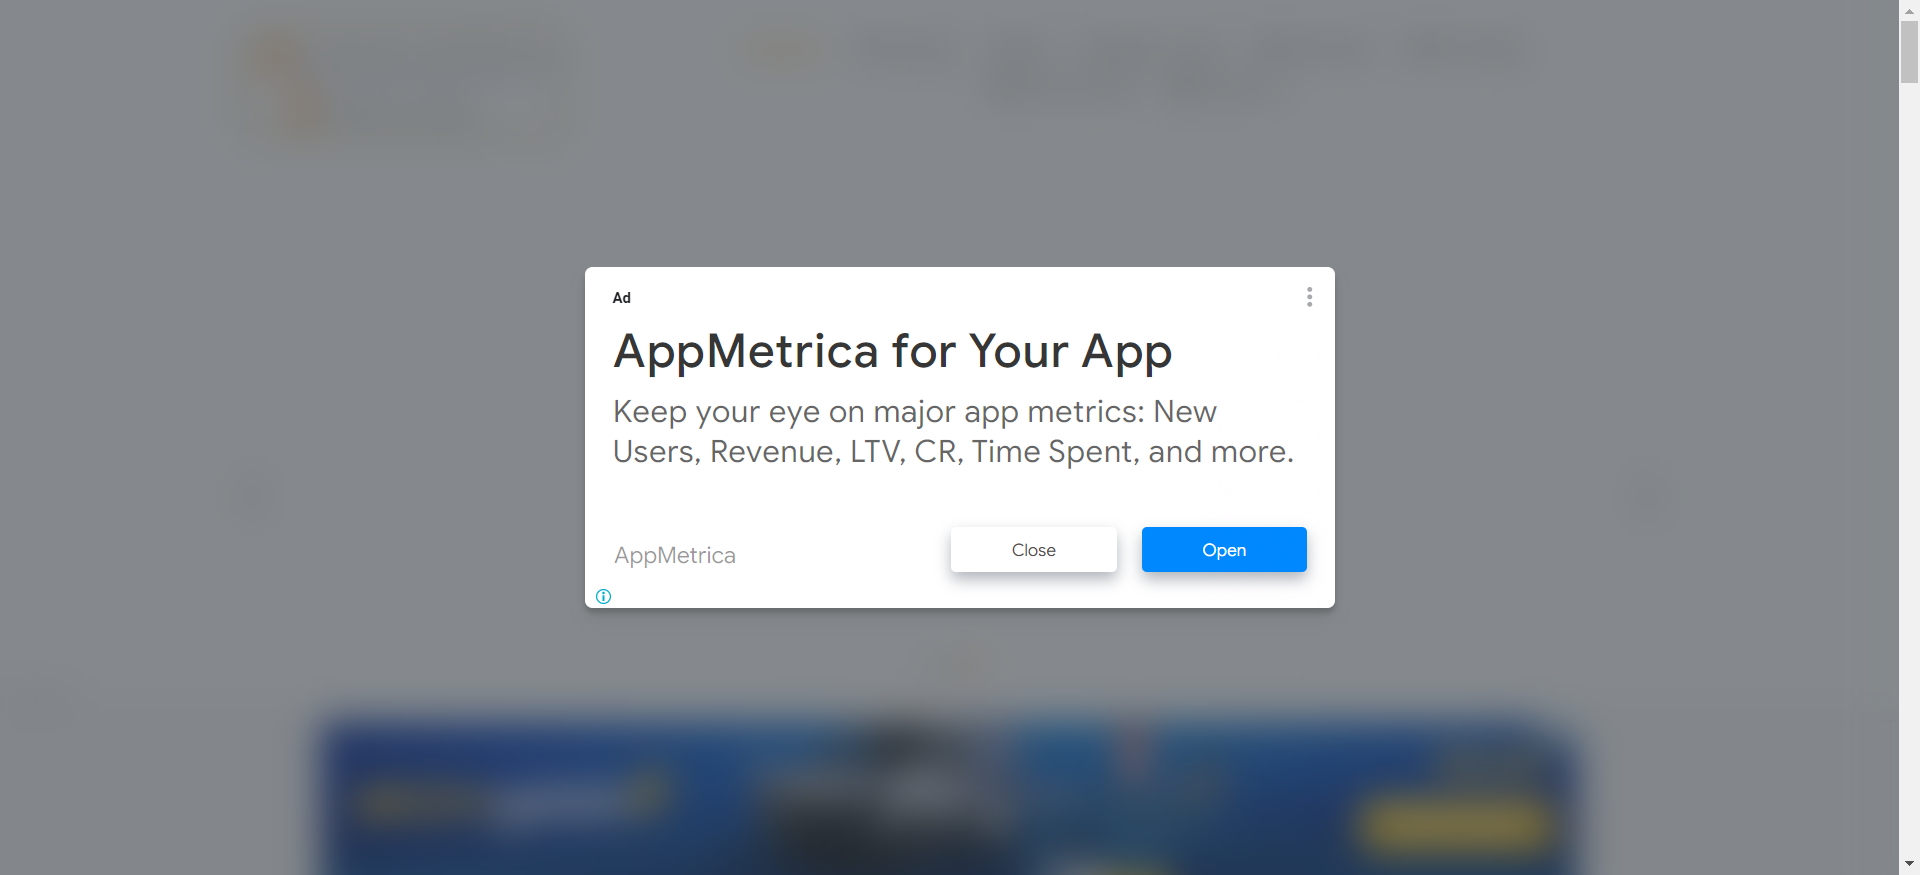 Ad
AppMetrica for Your App
Keep your eye on major app metrics: New
Users, Revenue, LTV, CR, Time Spent, and more.
AppMetrica
Close
Open